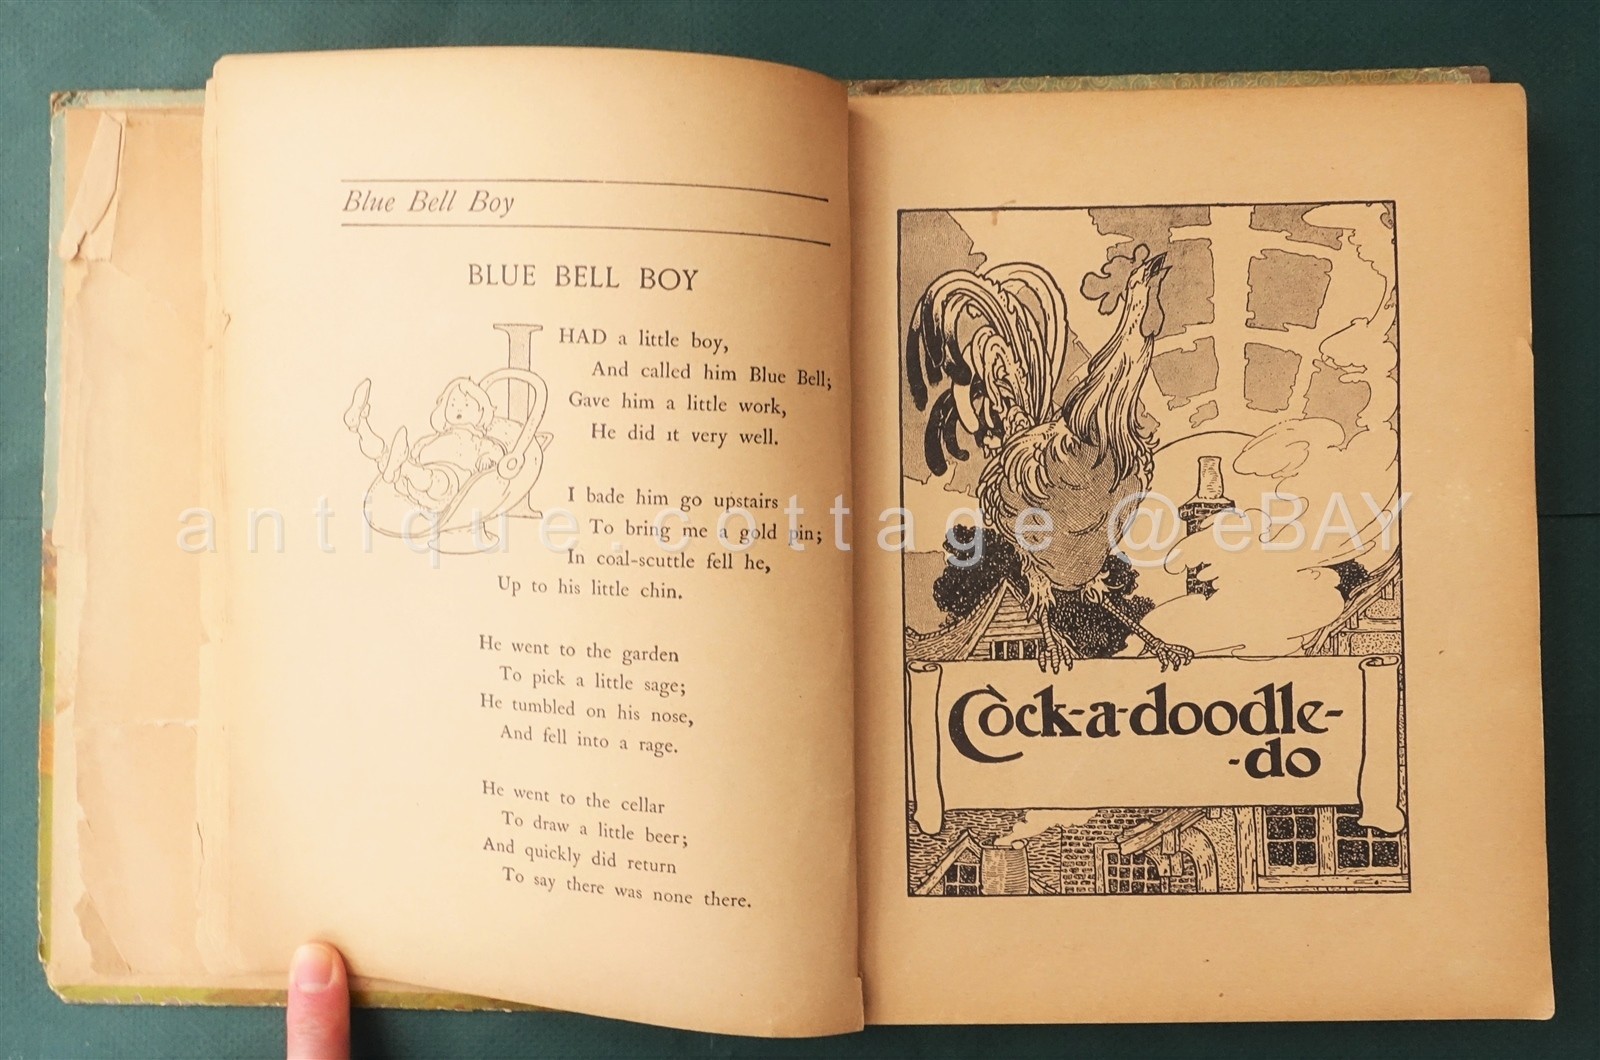 Blue Bell Boy
BLUE BELL BOY
I HAD a little boy,
And called him Blue Bell;
Gave him a little work,
He did it very well.
I bade him go upstairs
To bring me a gold pin;
In coal-scuttle fell he,
Up to his little chin.
He went to the garden
To pick a little sage;
He tumbled on his nose,
And fell into a rage.
He went to the cellar
To draw a little beer;
And quickly did return
To say there was none there.
Cock-a-doodle-
-do
antique cottage @ eBAY